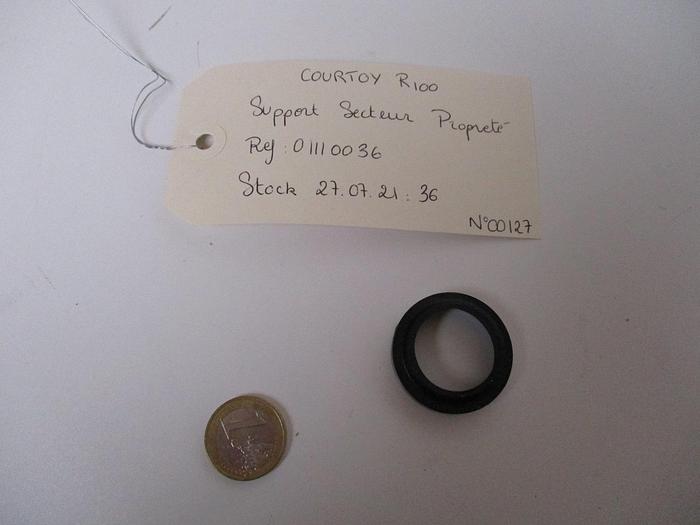 COURTOY R100
Support Secteur Propreté
Ref : 01110036
Stock 27.07.21 : 36
N°00127